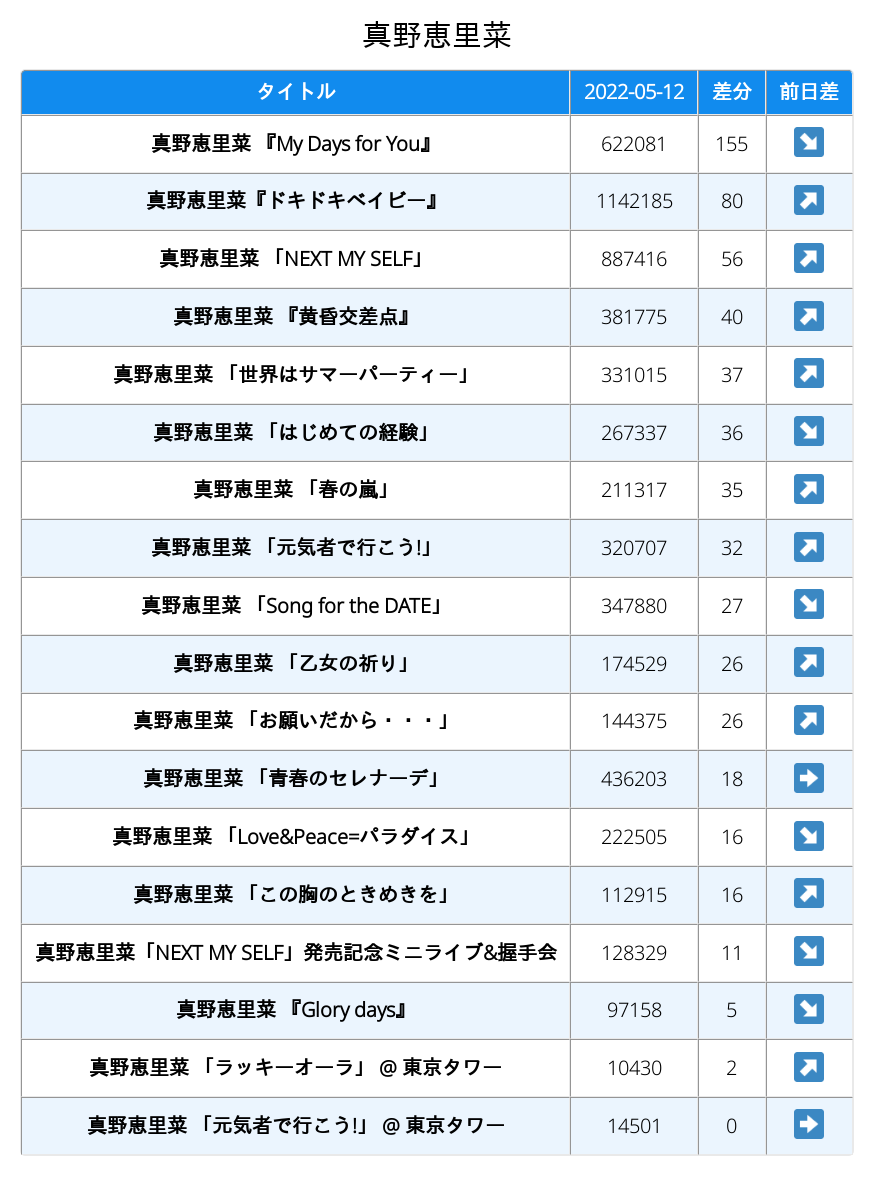 真野恵里菜
タイトル 2022-05-12 差分 前日差
真野恵里菜 『My Days for You』 622081 155 ↘
真野恵里菜『ドキドキベイビー』 1142185 80 ↗
真野恵里菜 「NEXT MY SELF」 887416 56 ↗
真野恵里菜 『黄昏交差点』 381775 40 ↗
真野恵里菜 「世界はサマーパーティー」 331015 37 ↗
真野恵里菜 「はじめての経験」 267337 36 ↘
真野恵里菜 「春の嵐」 211317 35 ↗
真野恵里菜 「元気者で行こう!」 320707 32 ↗
真野恵里菜 「Song for the DATE」 347880 27 ↘
真野恵里菜 「乙女の祈り」 174529 26 ↗
真野恵里菜 「お願いだから・・・」 144375 26 ↗
真野恵里菜 「青春のセレナーデ」 436203 18 ➡
真野恵里菜 「Love&Peace=パラダイス」 222505 16 ↘
真野恵里菜 「この胸のときめきを」 112915 16 ↗
真野恵里菜「NEXT MY SELF」発売記念ミニライブ&握手会 128329 11 ↘
真野恵里菜 『Glory days』 97158 5 ↘
真野恵里菜 「ラッキーオーラ」 @ 東京タワー 10430 2 ↗
真野恵里菜 「元気者で行こう!」 @ 東京タワー 14501 0 ➡